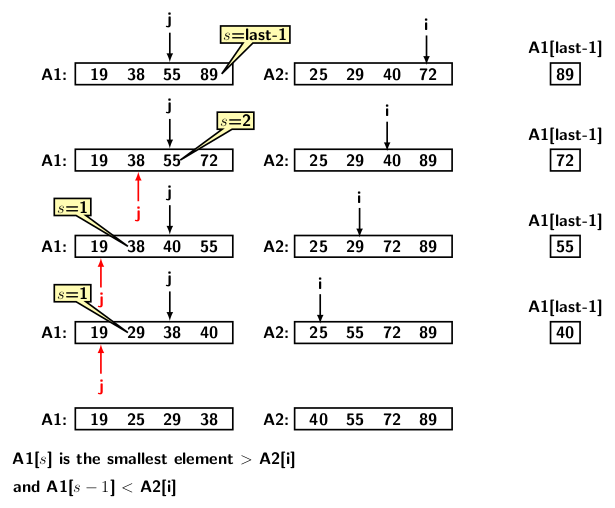 j i
s=last-1 A1[last-1]
A1: 19 38 55 89 A2: 25 29 40 72 89
j i
s=2 A1[last-1]
A1: 19 38 55 72 A2: 25 29 40 89 72
j j i
s=1 A1[last-1]
A1: 19 38 40 55 A2: 25 29 72 89 55
j j i
s=1 A1[last-1]
A1: 19 29 38 40 A2: 25 55 72 89 40
j
A1: 19 25 29 38 A2: 40 55 72 89
A1[s] is the smallest element > A2[i]
and A1[s − 1] < A2[i]